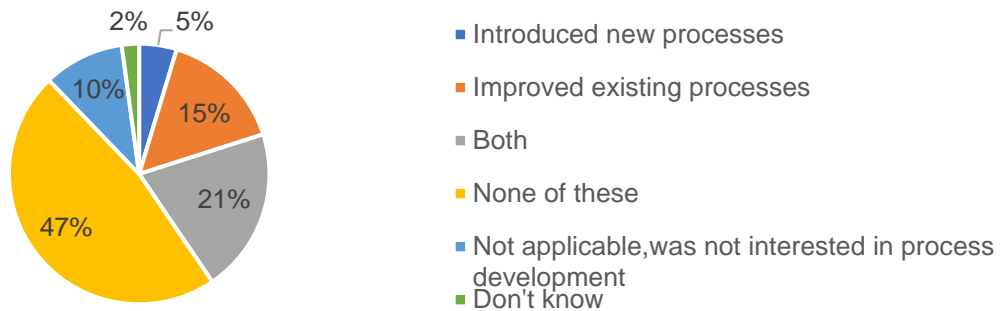 2%
5%
10%
15%
21%
47%
Introduced new processes
Improved existing processes
Both
None of these
Not applicable,was not interested in process
development
Don't know